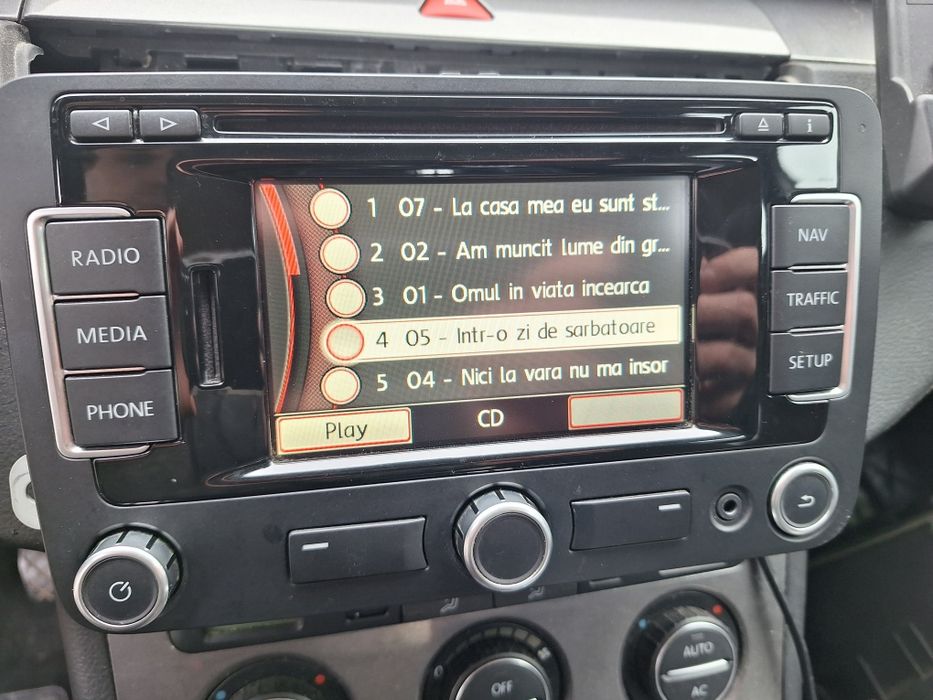 i
RADIO
MEDIA
PHONE
1 07 - La casa mea eu sunt st...
2 02 - Am muncit lume din gr...
3 01 - Omul in viata incearca
4 05 - Intr-o zi de sarbatoare
5 04 - Nici la vara nu ma insor
Play
CD
NAV
TRAFFIC
SETUP
OFF
AUTO
AC